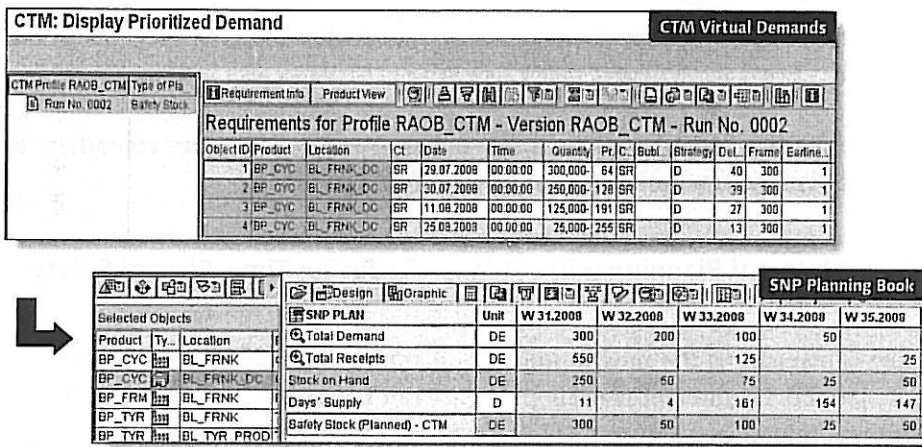 CTM: Display Prioritized Demand
CTM Virtual Demands
CTM Profile RAOB_CTM Type of Pla
Run No. 0002 Safety Stock
Requirement Info Product View
Requirements for Profile RAOB_CTM - Version RAOB_CTM - Run No. 0002
Object ID Product Location Ct Date Time Quantity Pr. C.. Subl.. Strategy Del.. Frame Earline..
1 BP_CYC BL_FRNK_DC SR 29.07.2008 00:00:00 300,000- 64 SR D 40 300 1
2 BP_CYC BL_FRNK_DC SR 30.07.2008 00:00:00 250,000- 128 SR D 39 300 1
3 BP_CYC BL_FRNK_DC SR 11.08.2008 00:00:00 125,000- 191 SR D 27 300 1
4 BP_CYC BL_FRNK_DC SR 25.08.2008 00:00:00 25,000- 255 SR D 13 300 1
SNP Planning Book
Design Graphic
Selected Objects
Product Ty... Location
BP_CYC BL_FRNK
BP_CYC BL_FRNK_DC
BP_FRM BL_FRNK
BP_TYR BL_FRNK
BP_TYR BL_TYR_PROD
SNP PLAN Unit W 31.2008 W 32.2008 W 33.2008 W 34.2008 W 35.2008
Total Demand DE 300 200 100 50
Total Receipts DE 550 125 25
Stock on Hand DE 250 50 75 25 50
Days' Supply D 11 4 161 154 147
Safety Stock (Planned) - CTM DE 300 50 100 25 50